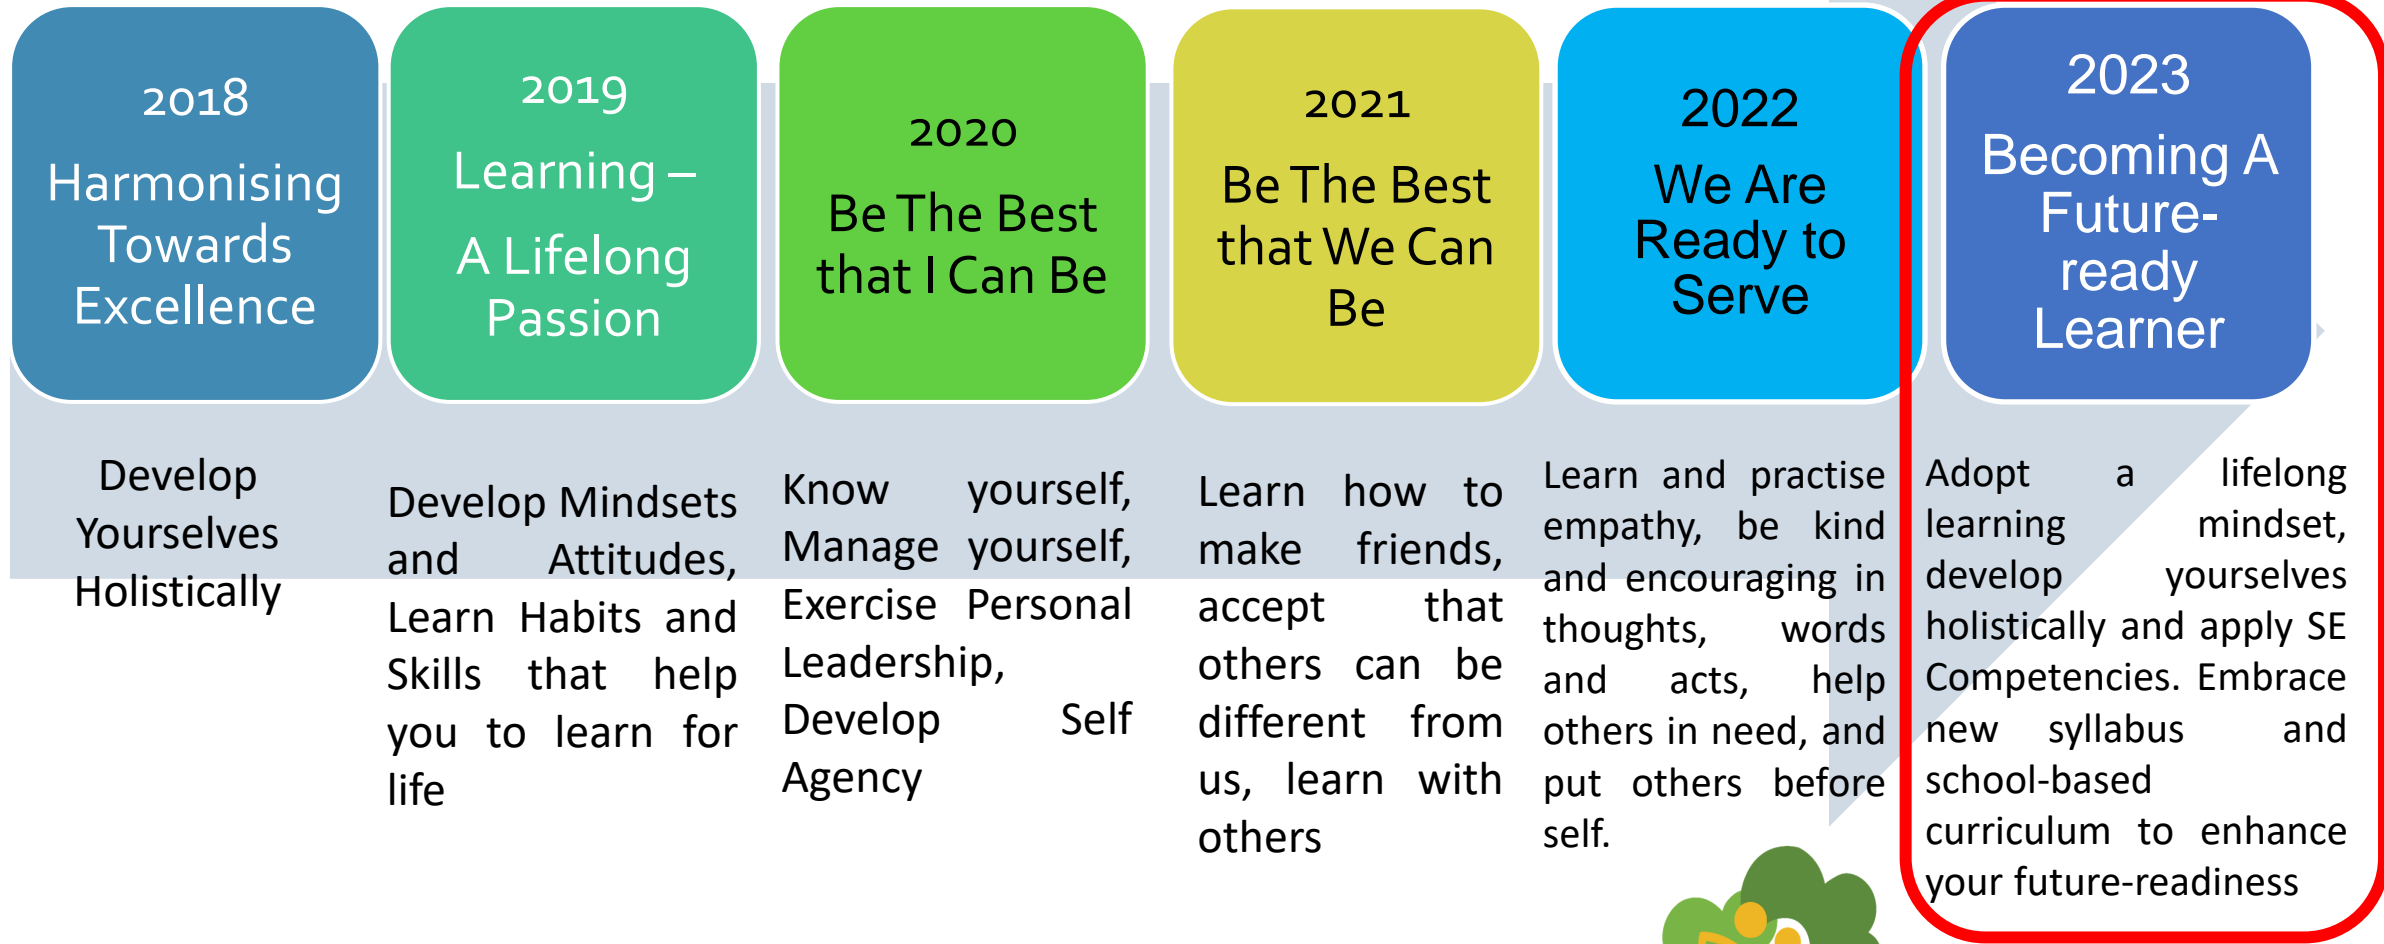 2018
Harmonising
Towards
Excellence
Develop
Yourselves
Holistically
2019
Learning –
A Lifelong
Passion
Develop Mindsets
and Attitudes,
Learn Habits and
Skills that help
you to learn for
life
2020
Be The Best
that I Can Be
Know yourself,
Manage yourself,
Exercise Personal
Leadership,
Develop Self
Agency
2021
Be The Best
that We Can
Be
Learn how to
make friends,
accept that
others can be
different from
us, learn with
others
2022
We Are
Ready to
Serve
Learn and practise
empathy, be kind
and encouraging in
thoughts, words
and acts, help
others in need, and
put others before
self.
2023
Becoming A
Future-
ready
Learner
Adopt a lifelong
learning mindset,
develop yourselves
holistically and apply SE
Competencies. Embrace
new syllabus and
school-based
curriculum to enhance
your future-readiness